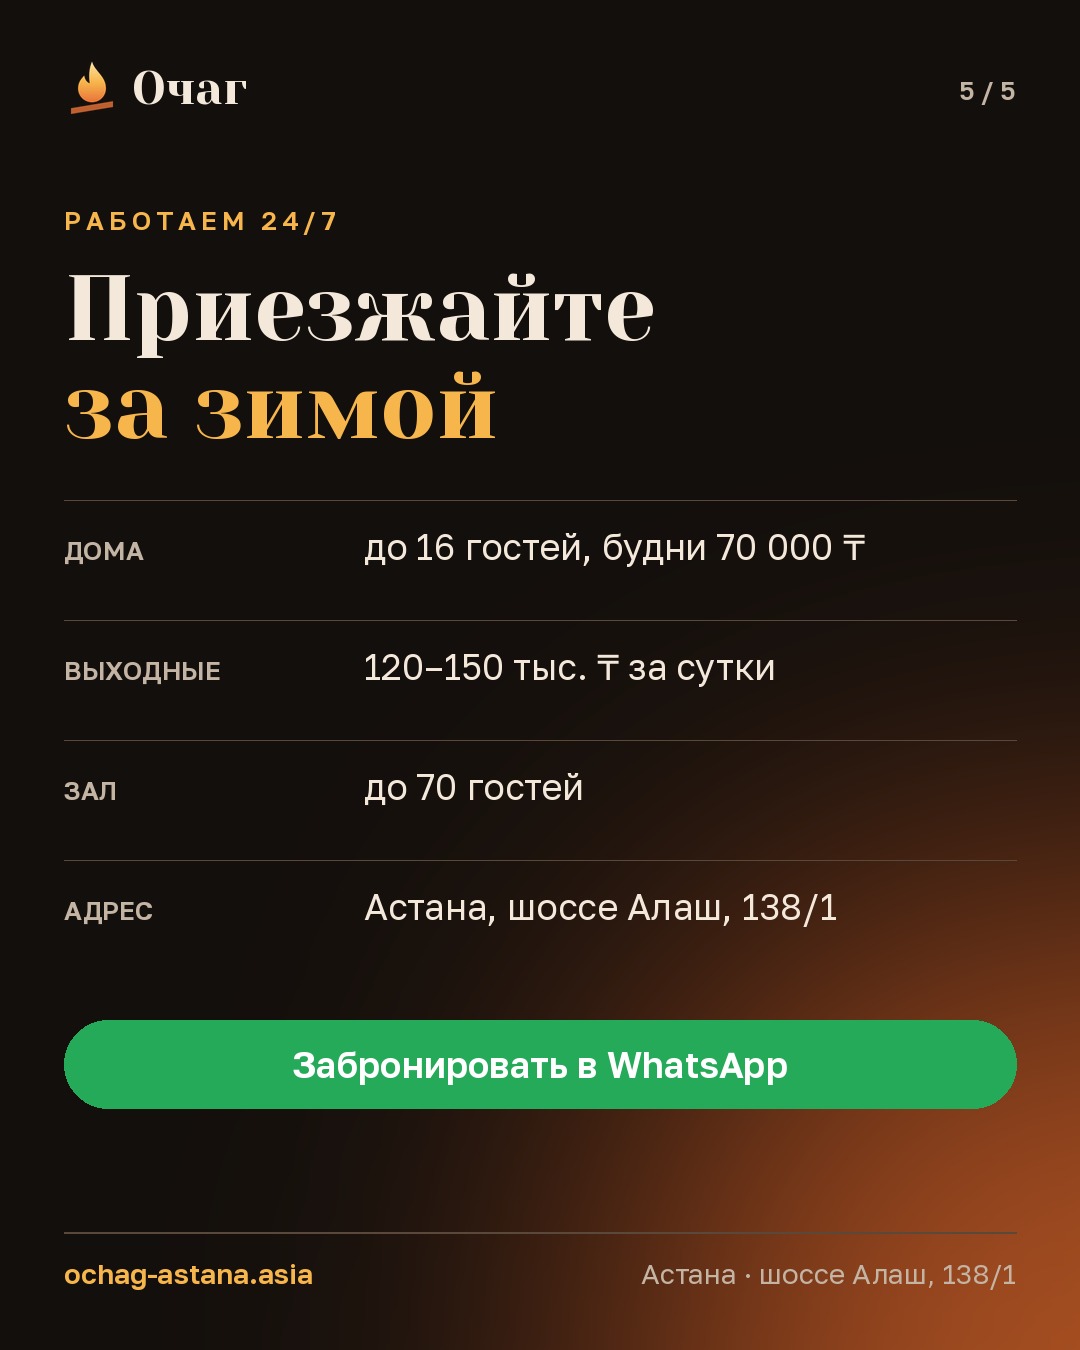 Очаг
5 / 5
РАБОТАЕМ 24/7
Приезжайте
за зимой
ДОМА до 16 гостей, будни 70 000 ₸
ВЫХОДНЫЕ 120–150 тыс. ₸ за сутки
ЗАЛ до 70 гостей
АДРЕС Астана, шоссе Алаш, 138/1
Забронировать в WhatsApp
ochag-astana.asia Астана · шоссе Алаш, 138/1